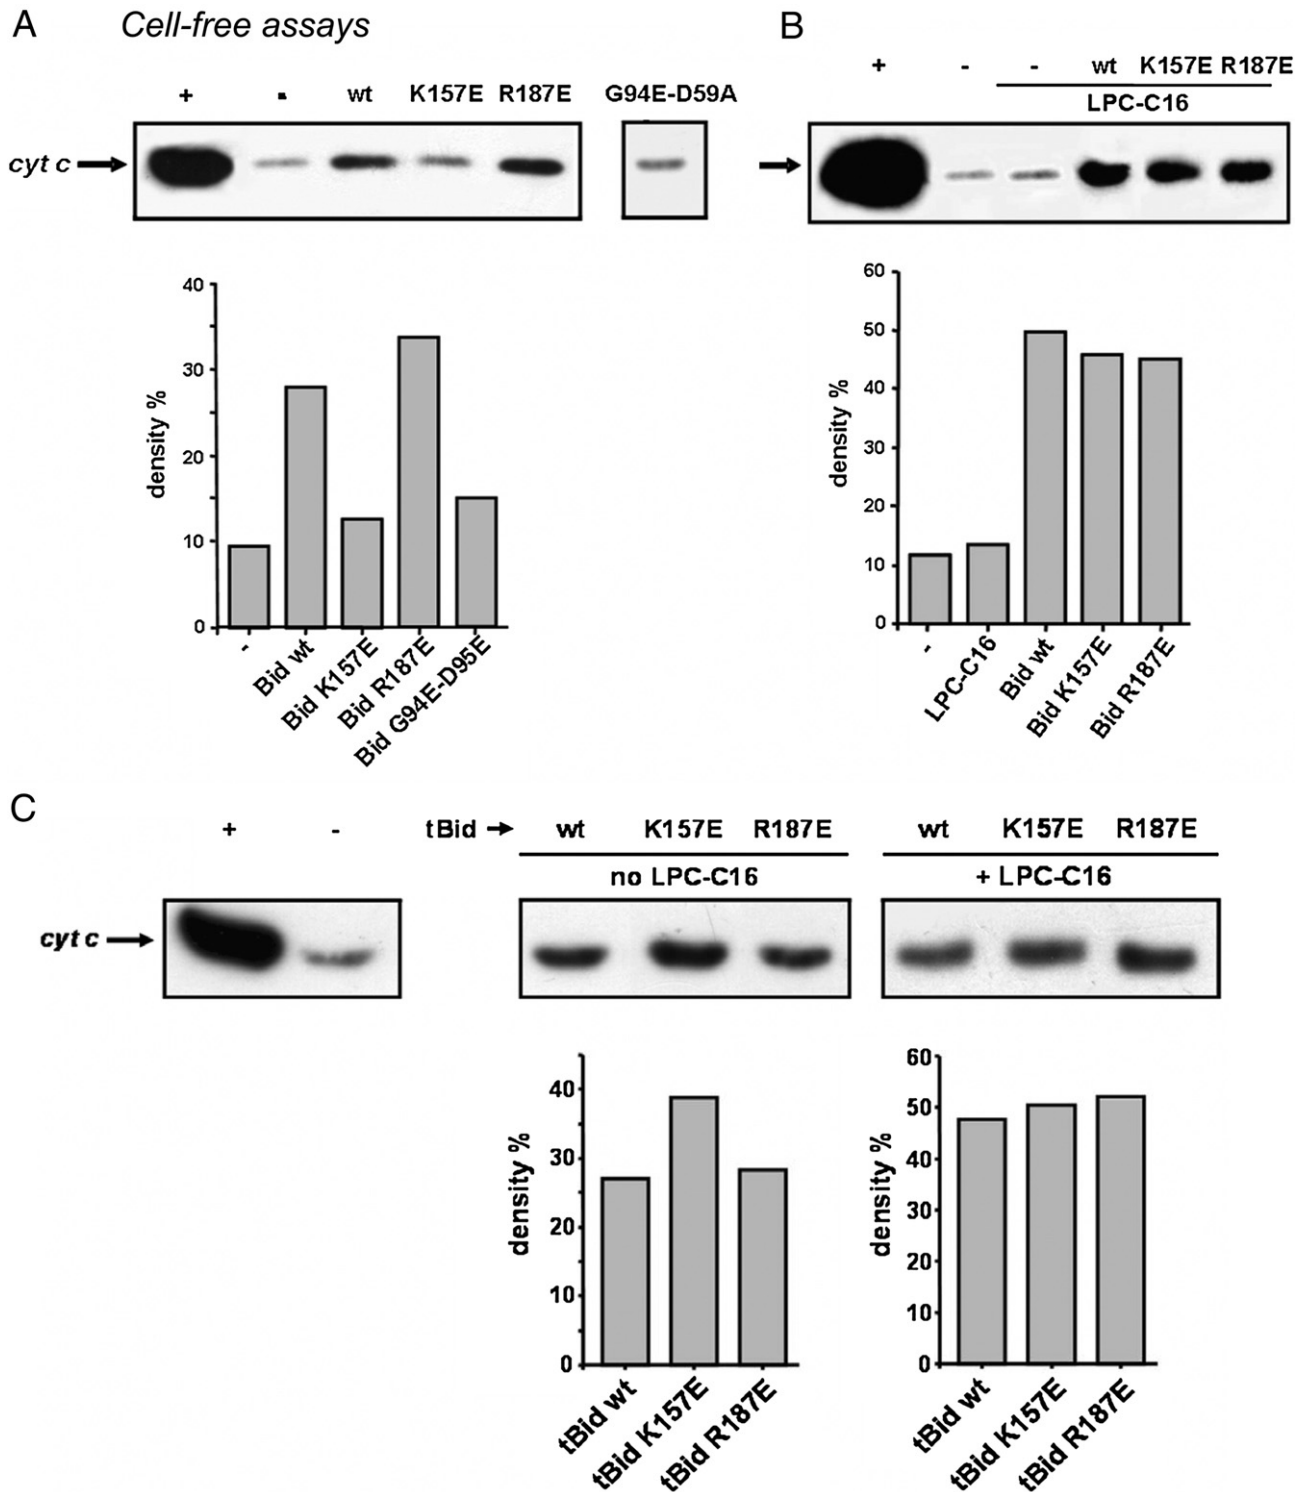 A Cell-free assays
+ - wt K157E R187E G94E-D59A
cyt c
40
30
20
10
0
density %
-
Bid wt
Bid K157E
Bid R187E
Bid G94E-D95E
B
+ - - wt K157E R187E
LPC-C16
60
50
40
30
20
10
0
density %
-
LPC-C16
Bid wt
Bid K157E
Bid R187E
C
+ - tBid → wt K157E R187E wt K157E R187E
no LPC-C16 + LPC-C16
cyt c
40
30
20
10
0
density %
tBid wt
tBid K157E
tBid R187E
60
50
40
30
20
10
0
density %
tBid wt
tBid K157E
tBid R187E